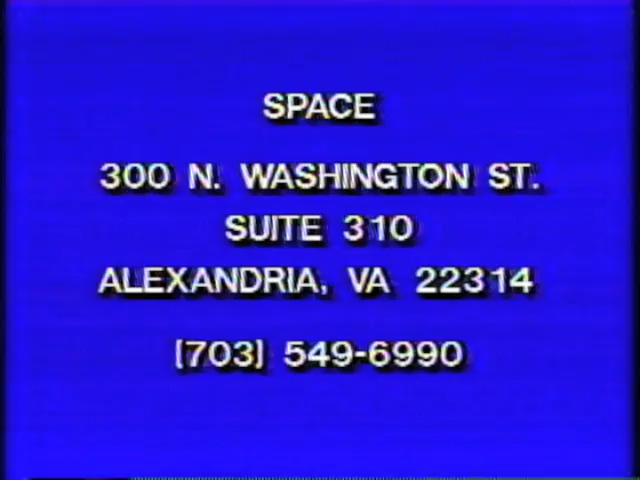 SPACE
300 N. WASHINGTON ST.
SUITE 310
ALEXANDRIA, VA 22314
(703) 549-6990